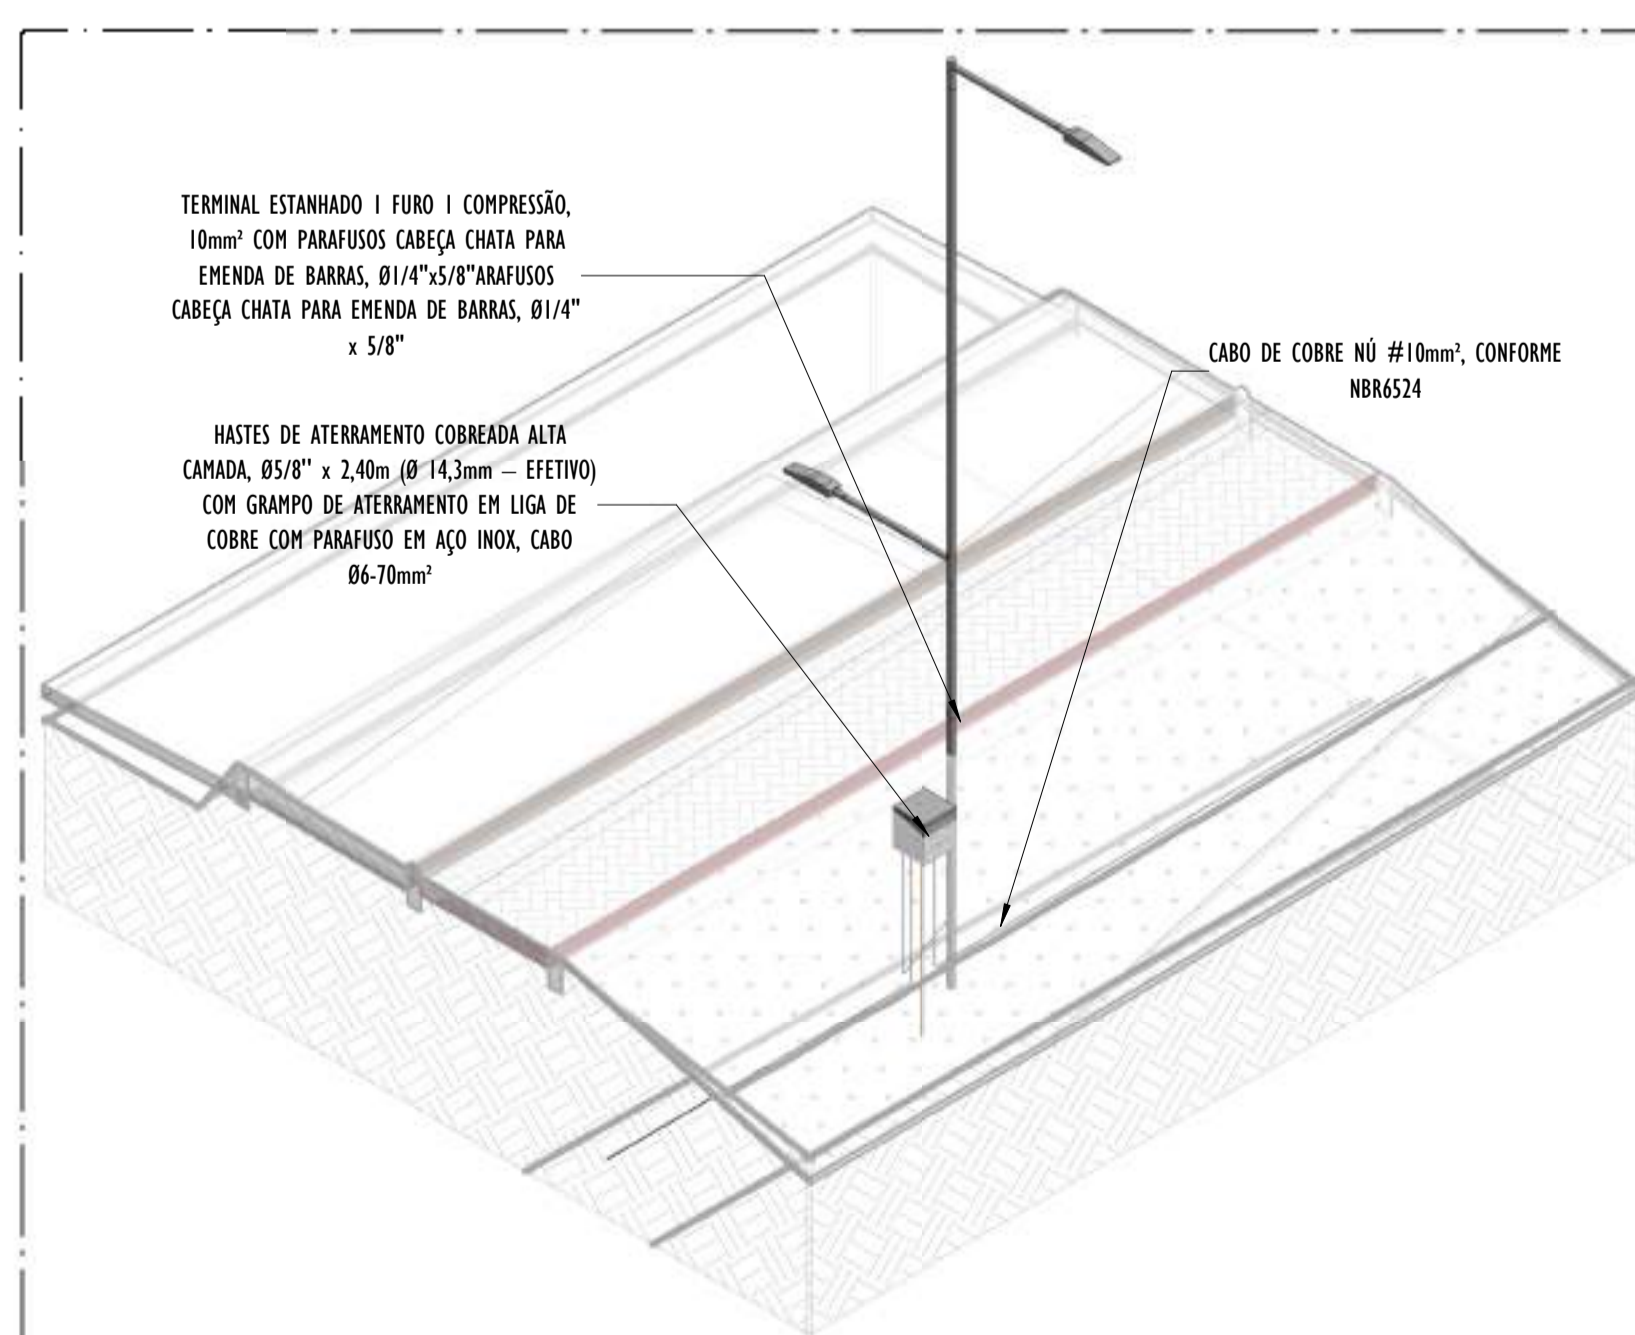 TERMINAL ESTANHADO 1 FURO 1 COMPRESSÃO,
10mm² COM PARAFUSOS CABEÇA CHATA PARA
EMENDA DE BARRAS, Ø1/4"x5/8"ARAFUSOS
CABEÇA CHATA PARA EMENDA DE BARRAS, Ø1/4"
x 5/8"
CABO DE COBRE NÚ #10mm², CONFORME
NBR6524
HASTES DE ATERRAMENTO COBREADA ALTA
CAMADA, Ø5/8'' x 2,40m (Ø 14,3mm – EFETIVO)
COM GRAMPO DE ATERRAMENTO EM LIGA DE
COBRE COM PARAFUSO EM AÇO INOX, CABO
Ø6-70mm²